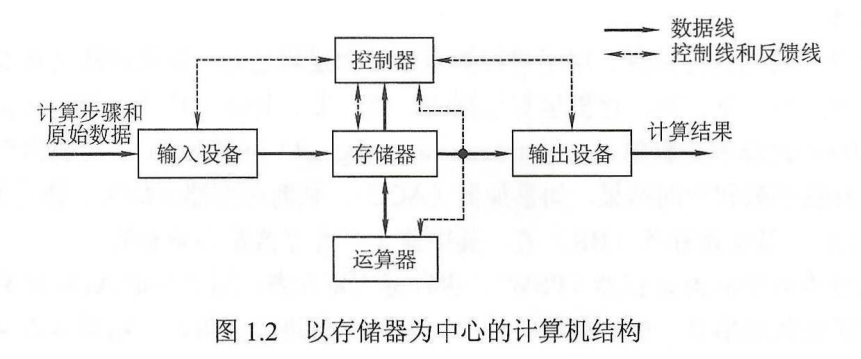 数据线
控制线和反馈线
控制器
计算步骤和
原始数据
输入设备
存储器
输出设备
计算结果
运算器
图 1.2 以存储器为中心的计算机结构